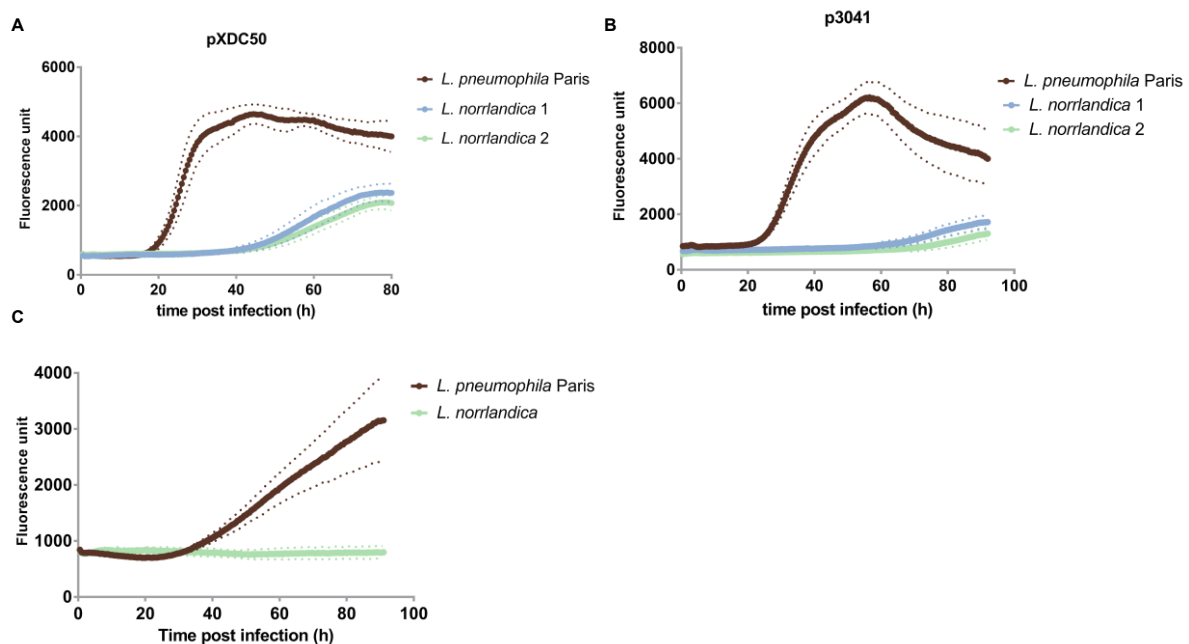 A
pXDC50
6000
4000
2000
0
Fluorescence unit
0 20 40 60 80
time post infection (h)
L. pneumophila Paris
L. norrlandica 1
L. norrlandica 2
B
p3041
8000
6000
4000
2000
0
Fluorescence unit
0 20 40 60 80 100
time post infection (h)
L. pneumophila Paris
L. norrlandica 1
L. norrlandica 2
C
4000
3000
2000
1000
0
Fluorescence unit
0 20 40 60 80 100
Time post infection (h)
L. pneumophila Paris
L. norrlandica